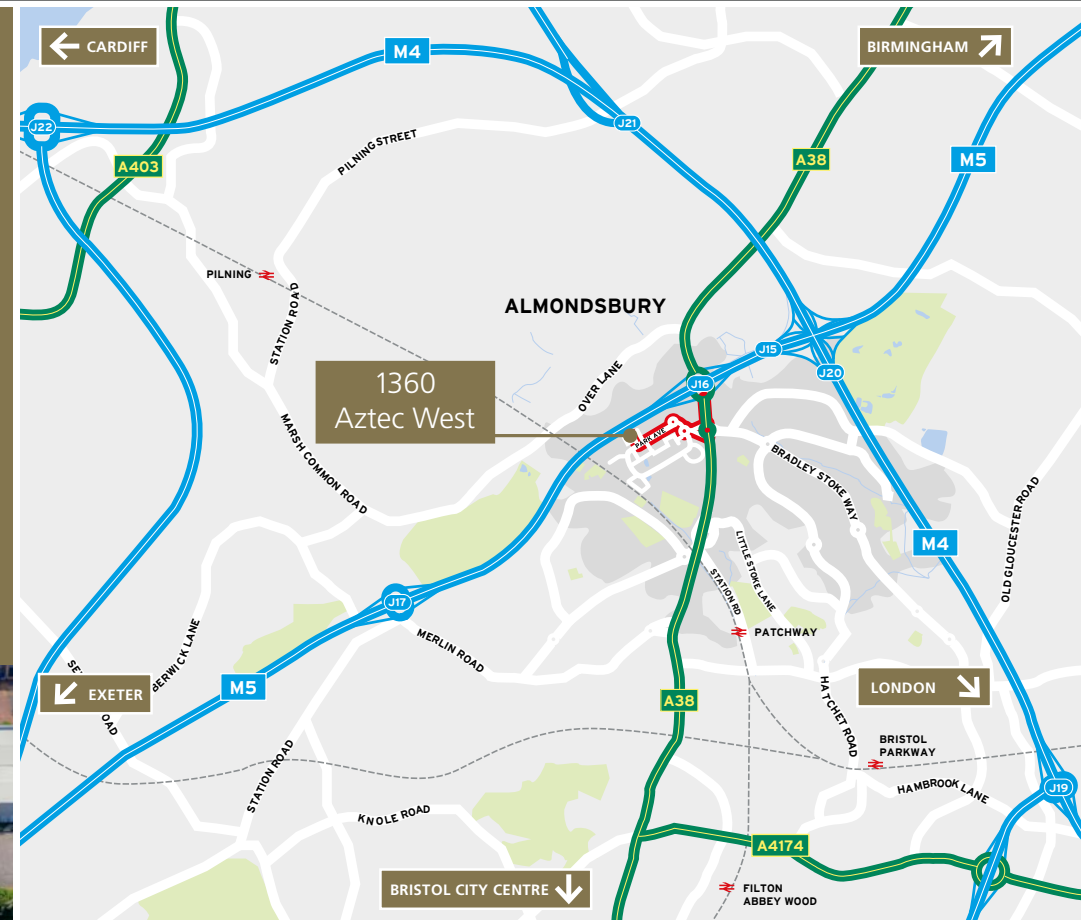 CARDIFF
M4
BIRMINGHAM
J22
J21
A403
PILNING STREET
A38
M5
PILNING
STATION ROAD
ALMONDSBURY
1360
Aztec West
OVER LANE
J16
J15
J20
PARK AVE
MARSH COMMON ROAD
BRADLEY STOKE WAY
OLD GLOUCESTER ROAD
M4
LITTLE STOKE LANE
STATION RD
J17
MERLIN ROAD
PATCHWAY
BERWICK LANE
EXETER
M5
A38
LONDON
HATCHET ROAD
BRISTOL
PARKWAY
STATION ROAD
HAMBROOK LANE
J19
KNOLE ROAD
A4174
BRISTOL CITY CENTRE
FILTON
ABBEY WOOD